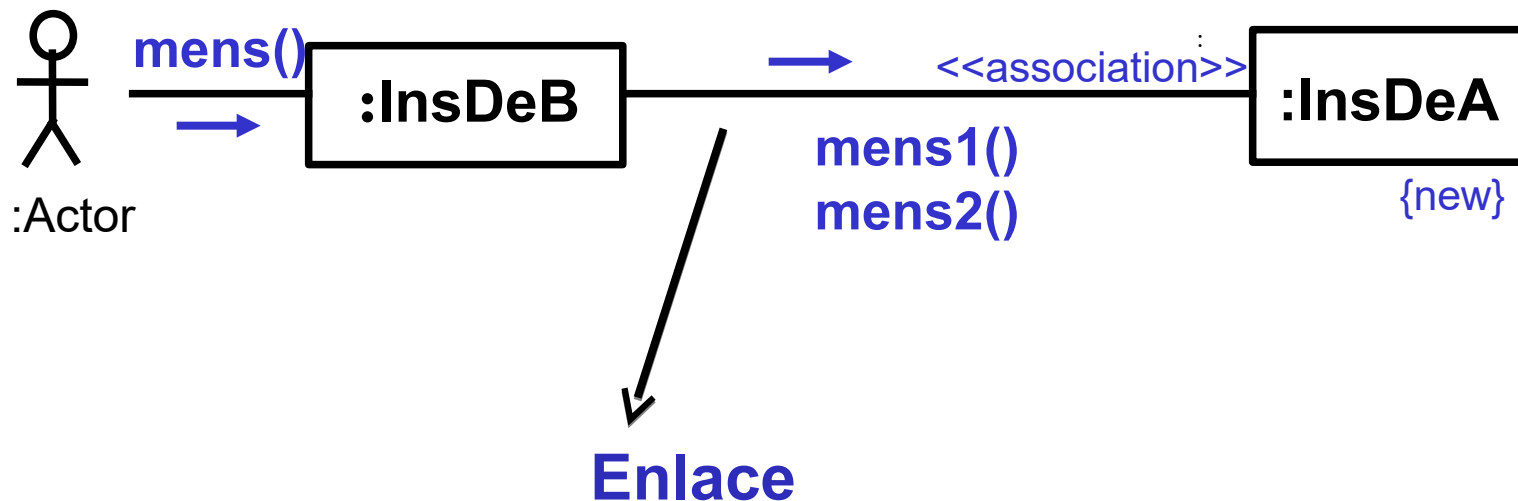 mens()
:InsDeB
:
<<association>>
:InsDeA
mens1()
mens2()
{new}
:Actor
Enlace